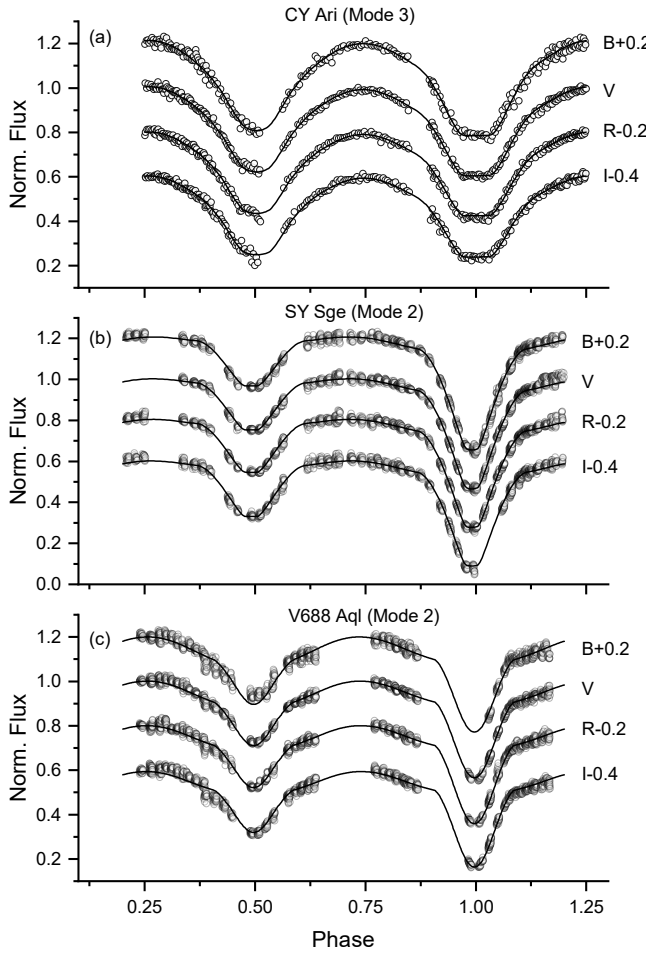 CY Ari (Mode 3)
(a)
B+0.2
V
R-0.2
I-0.4
1.2
1.0
0.8
0.6
0.4
0.2
Norm. Flux
SY Sge (Mode 2)
(b)
B+0.2
V
R-0.2
I-0.4
1.2
1.0
0.8
0.6
0.4
0.2
0.0
Norm. Flux
V688 Aql (Mode 2)
(c)
B+0.2
V
R-0.2
I-0.4
1.2
1.0
0.8
0.6
0.4
0.2
Norm. Flux
0.25 0.50 0.75 1.00 1.25
Phase